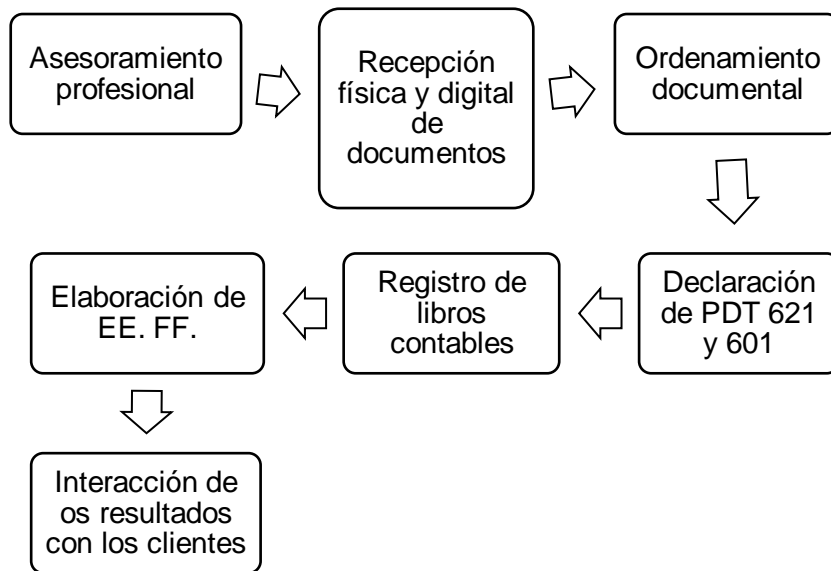 Asesoramiento
profesional
Recepción
física y digital
de
documentos
Ordenamiento
documental
Declaración
de PDT 621
y 601
Registro de
libros
contables
Elaboración de
EE. FF.
Interacción de
os resultados
con los clientes